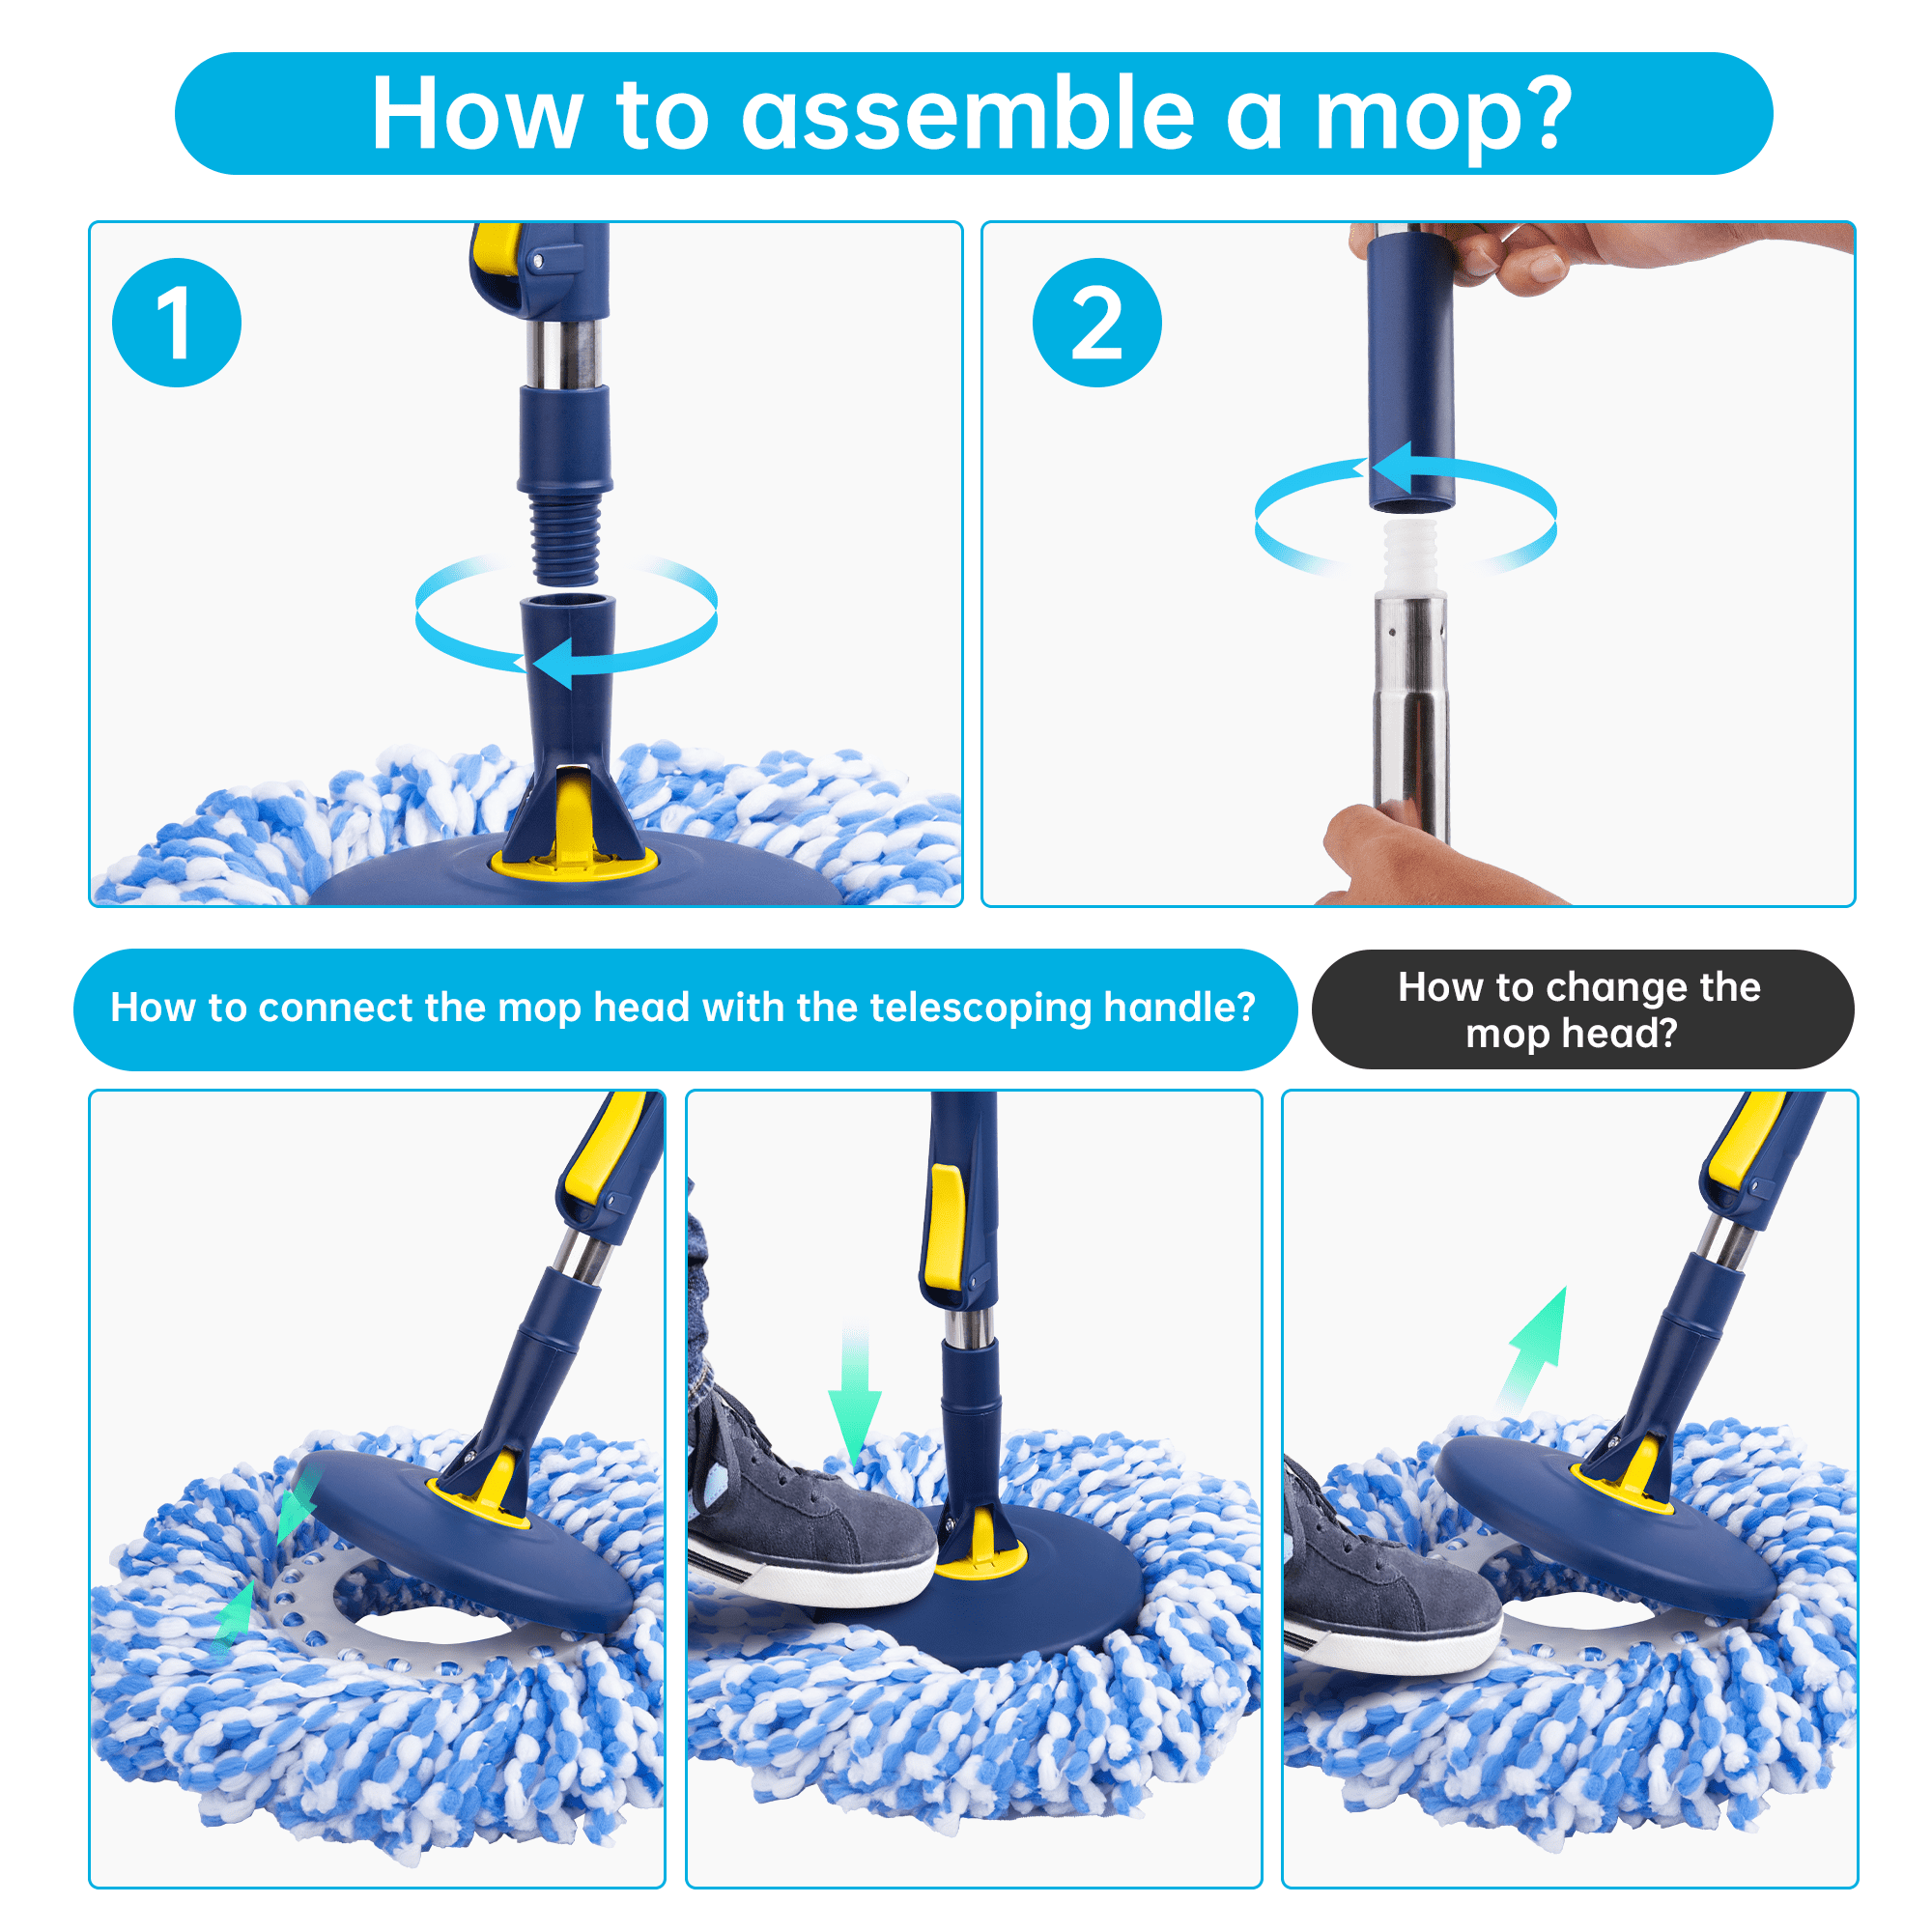 How to assemble a mop?
1
2
How to connect the mop head with the telescoping handle?
How to change the
mop head?